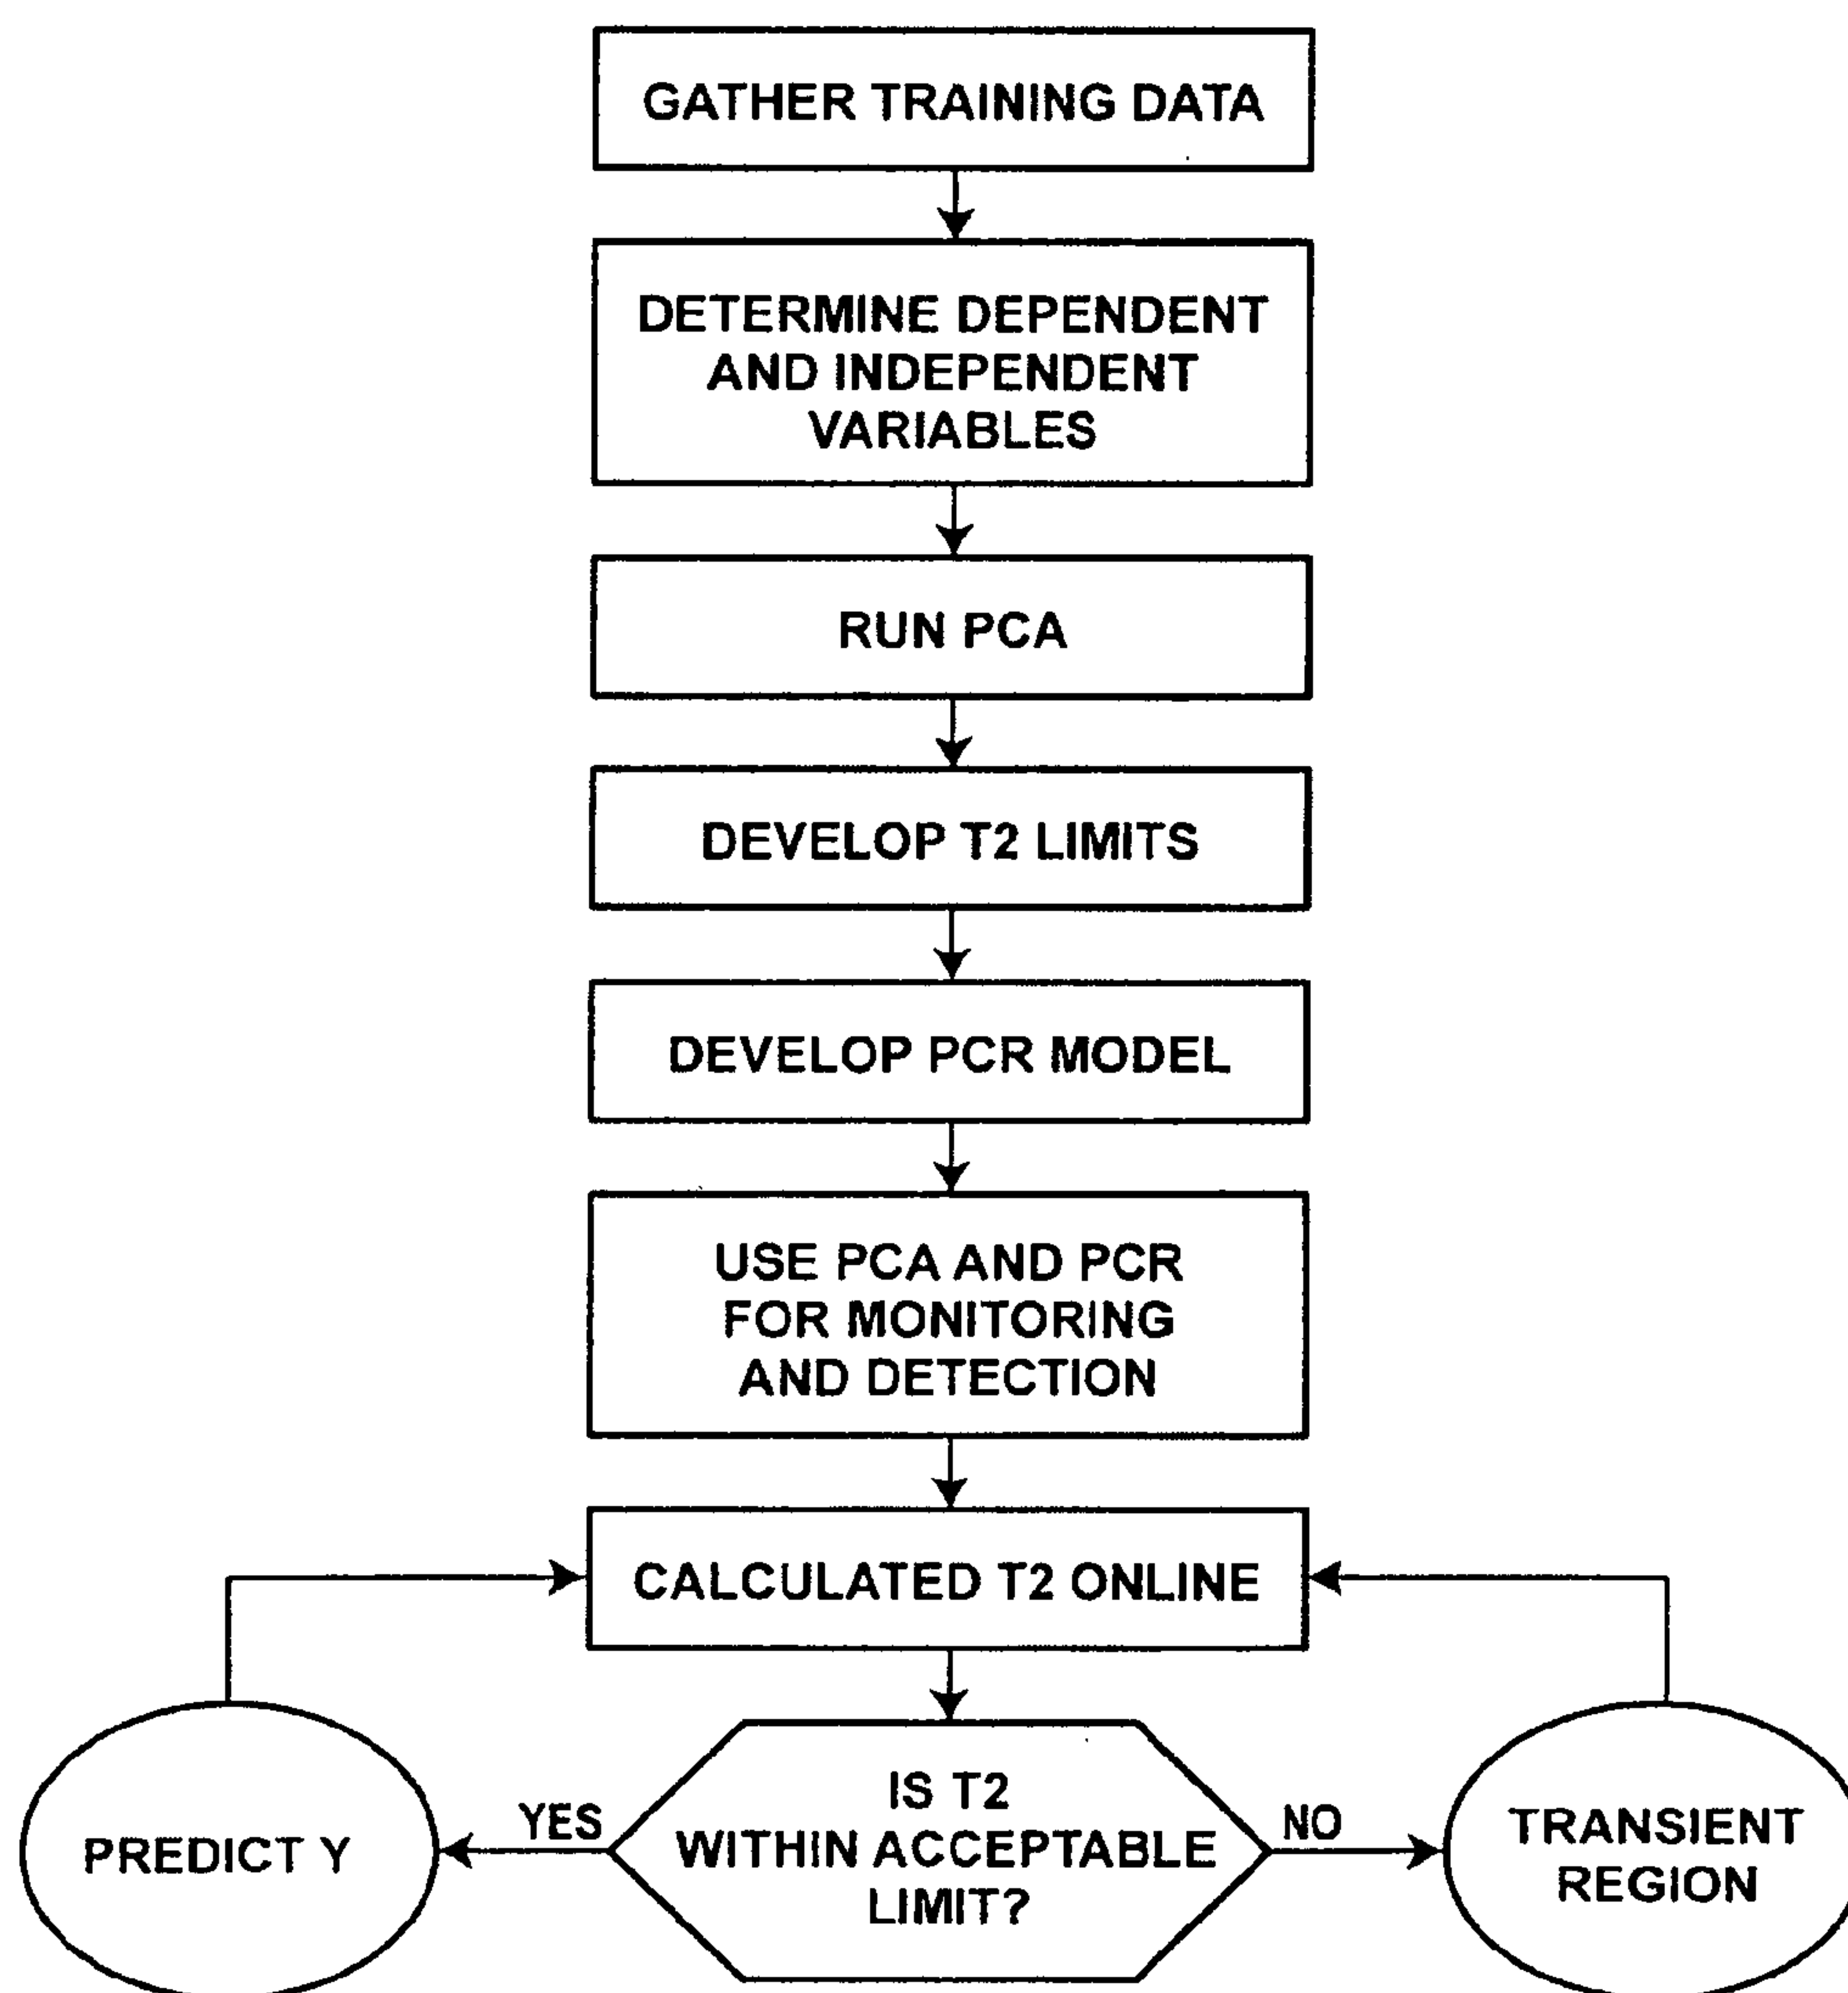 GATHER TRAINING DATA
DETERMINE DEPENDENT
AND INDEPENDENT
VARIABLES
RUN PCA
DEVELOP T2 LIMITS
DEVELOP PCR MODEL
USE PCA AND PCR
FOR MONITORING
AND DETECTION
CALCULATED T2 ONLINE
IS T2
WITHIN ACCEPTABLE
LIMIT?
YES
NO
PREDICT Y
TRANSIENT
REGION